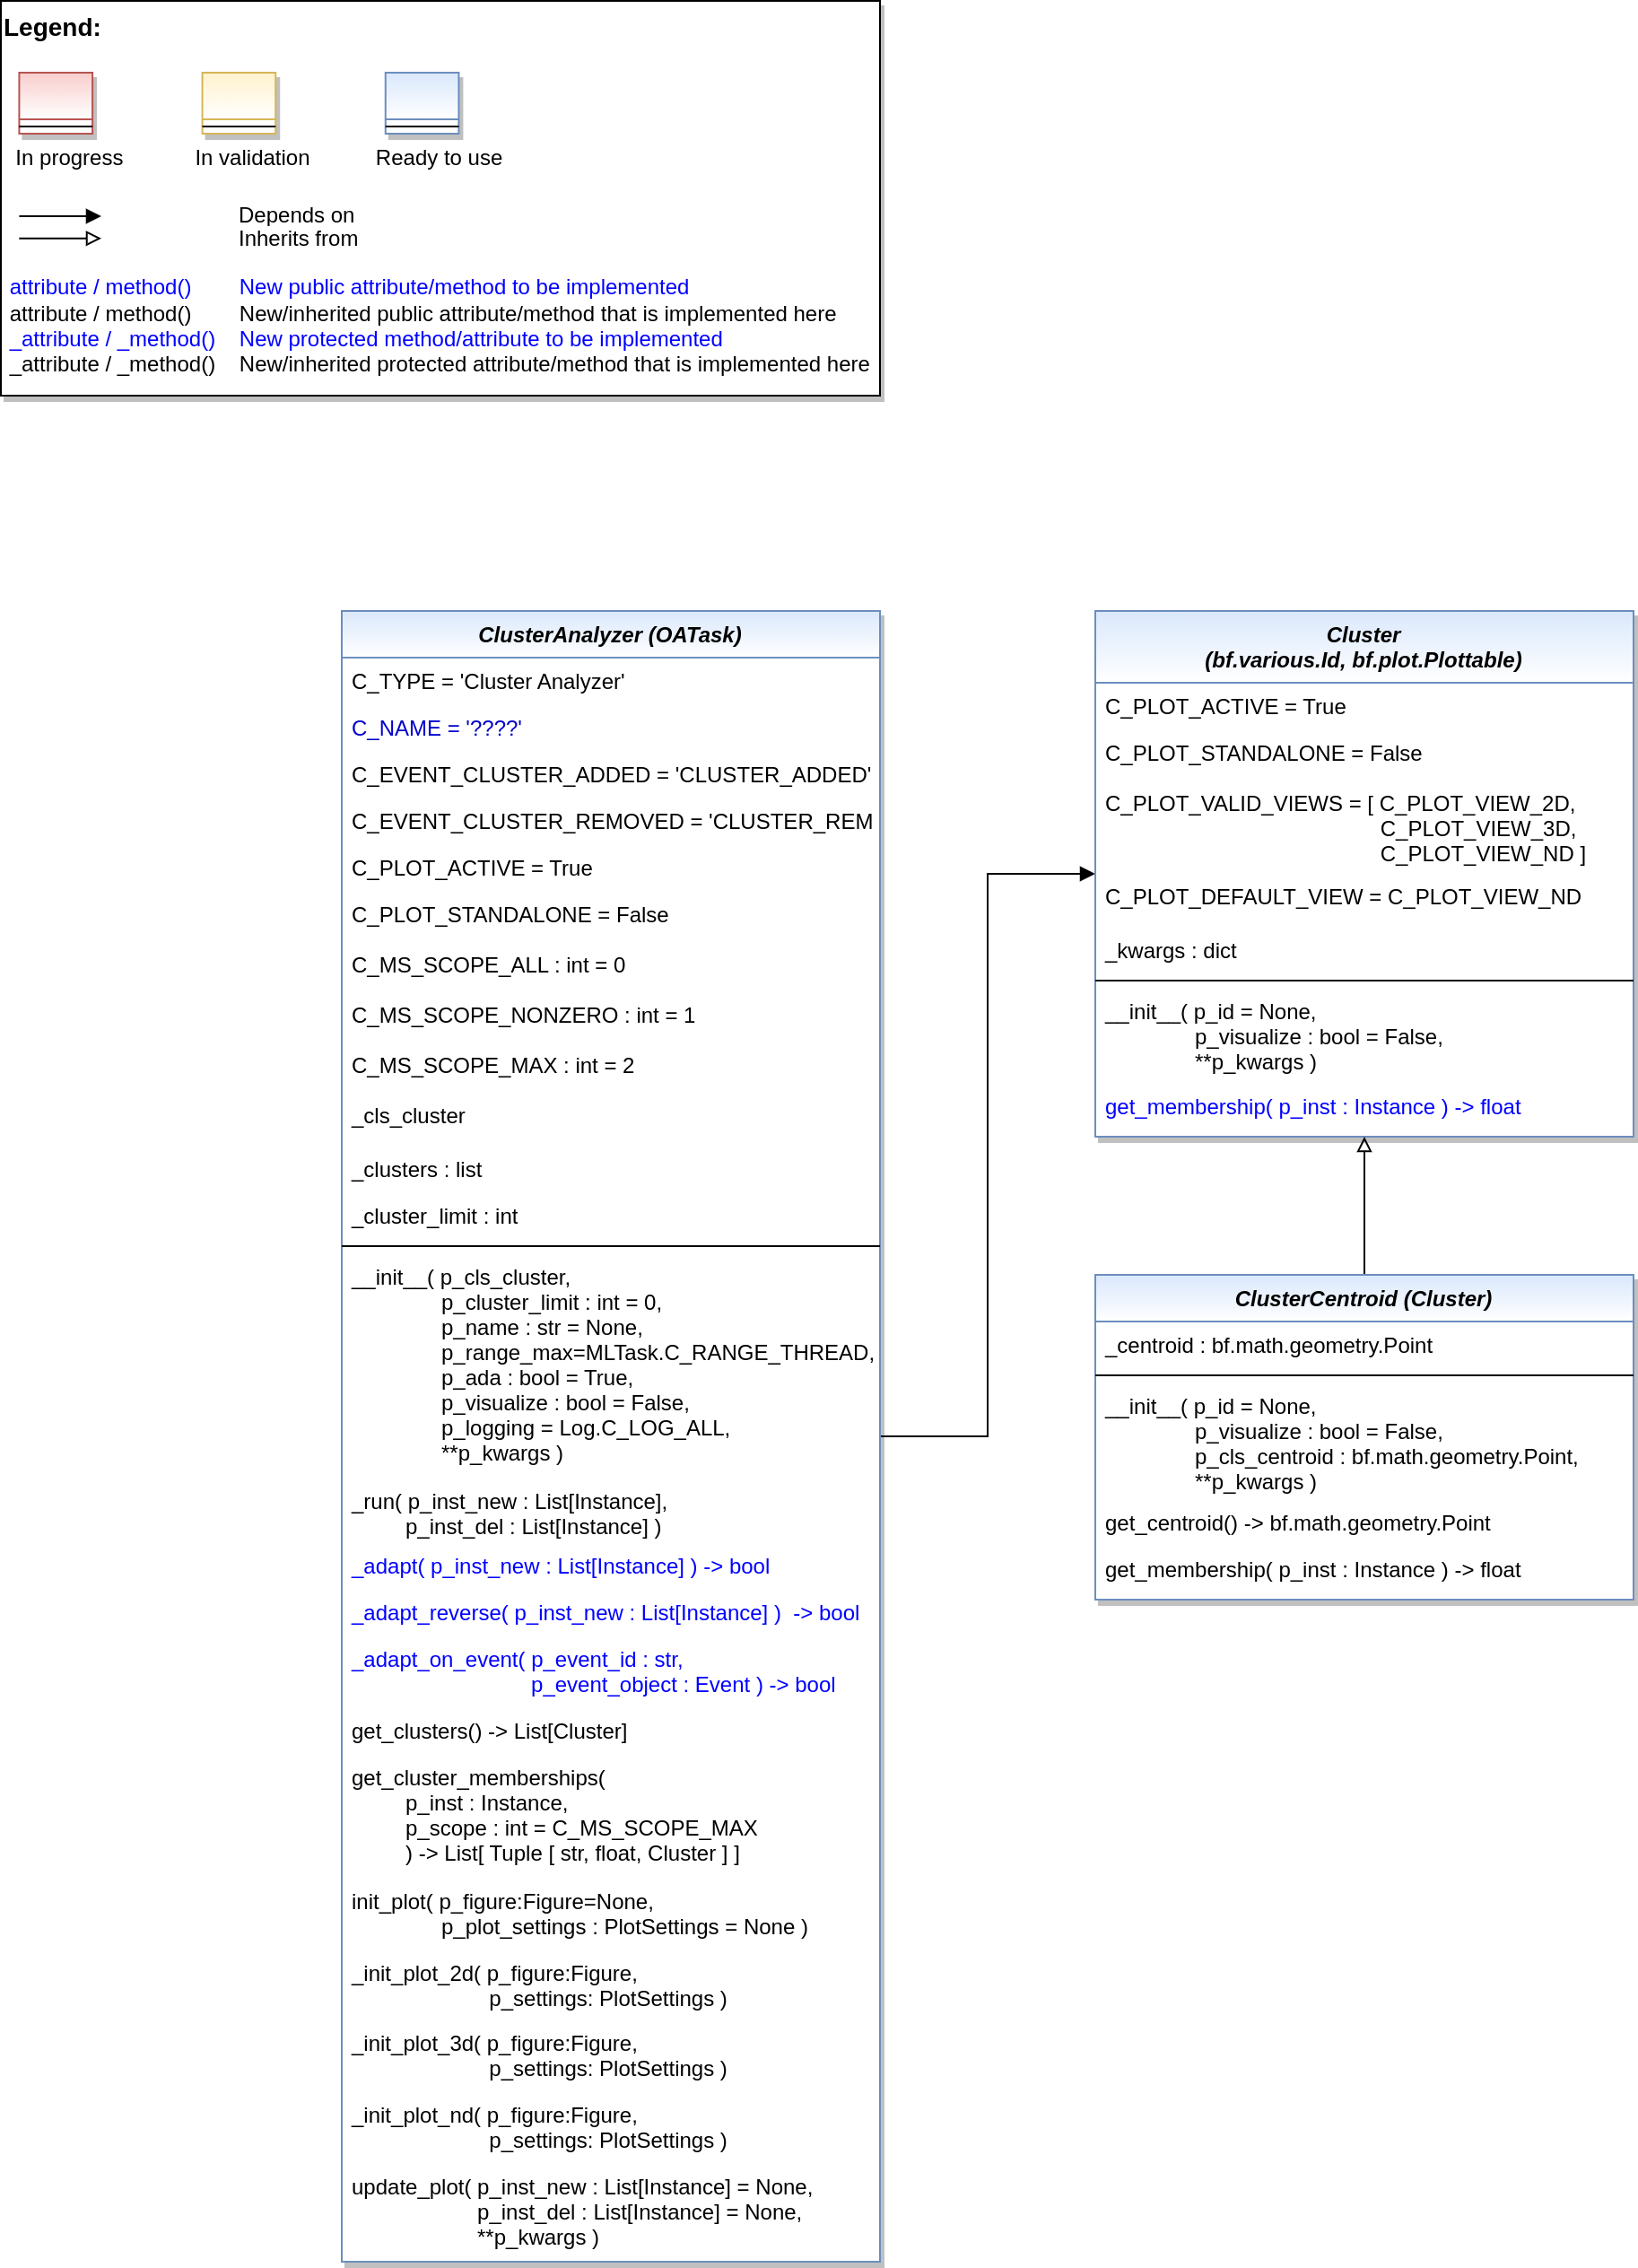 Legend:
In progress
In validation
Ready to use
Depends on
Inherits from
attribute / method() New public attribute/method to be implemented
attribute / method() New/inherited public attribute/method that is implemented here
_attribute / _method() New protected method/attribute to be implemented
_attribute / _method() New/inherited protected attribute/method that is implemented here
ClusterAnalyzer (OATask)
C_TYPE = 'Cluster Analyzer'
C_NAME = '????'
C_EVENT_CLUSTER_ADDED = 'CLUSTER_ADDED'
C_EVENT_CLUSTER_REMOVED = 'CLUSTER_REM
C_PLOT_ACTIVE = True
C_PLOT_STANDALONE = False
C_MS_SCOPE_ALL : int = 0
C_MS_SCOPE_NONZERO : int = 1
C_MS_SCOPE_MAX : int = 2
_cls_cluster
_clusters : list
_cluster_limit : int
__init__( p_cls_cluster,
p_cluster_limit : int = 0,
p_name : str = None,
p_range_max=MLTask.C_RANGE_THREAD,
p_ada : bool = True,
p_visualize : bool = False,
p_logging = Log.C_LOG_ALL,
**p_kwargs )
_run( p_inst_new : List[Instance],
p_inst_del : List[Instance] )
_adapt( p_inst_new : List[Instance] ) -> bool
_adapt_reverse( p_inst_new : List[Instance] )  -> bool
_adapt_on_event( p_event_id : str,
p_event_object : Event ) -> bool
get_clusters() -> List[Cluster]
get_cluster_memberships(
p_inst : Instance,
p_scope : int = C_MS_SCOPE_MAX
) -> List[ Tuple [ str, float, Cluster ] ]
init_plot( p_figure:Figure=None,
p_plot_settings : PlotSettings = None )
_init_plot_2d( p_figure:Figure,
p_settings: PlotSettings )
_init_plot_3d( p_figure:Figure,
p_settings: PlotSettings )
_init_plot_nd( p_figure:Figure,
p_settings: PlotSettings )
update_plot( p_inst_new : List[Instance] = None,
p_inst_del : List[Instance] = None,
**p_kwargs )
Cluster
(bf.various.Id, bf.plot.Plottable)
C_PLOT_ACTIVE = True
C_PLOT_STANDALONE = False
C_PLOT_VALID_VIEWS = [ C_PLOT_VIEW_2D,
C_PLOT_VIEW_3D,
C_PLOT_VIEW_ND ]
C_PLOT_DEFAULT_VIEW = C_PLOT_VIEW_ND
_kwargs : dict
__init__( p_id = None,
p_visualize : bool = False,
**p_kwargs )
get_membership( p_inst : Instance ) -> float
ClusterCentroid (Cluster)
_centroid : bf.math.geometry.Point
__init__( p_id = None,
p_visualize : bool = False,
p_cls_centroid : bf.math.geometry.Point,
**p_kwargs )
get_centroid() -> bf.math.geometry.Point
get_membership( p_inst : Instance ) -> float